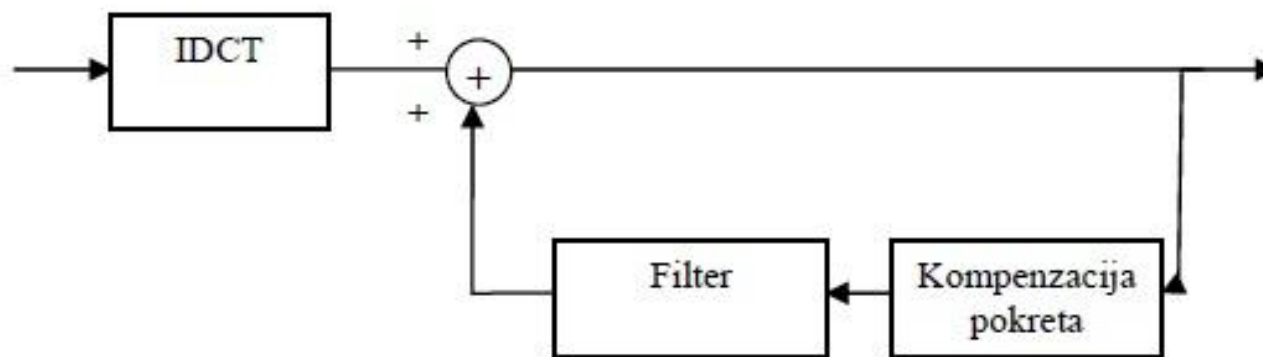 IDCT
+
+
+
Filter
Kompenzacija
pokreta